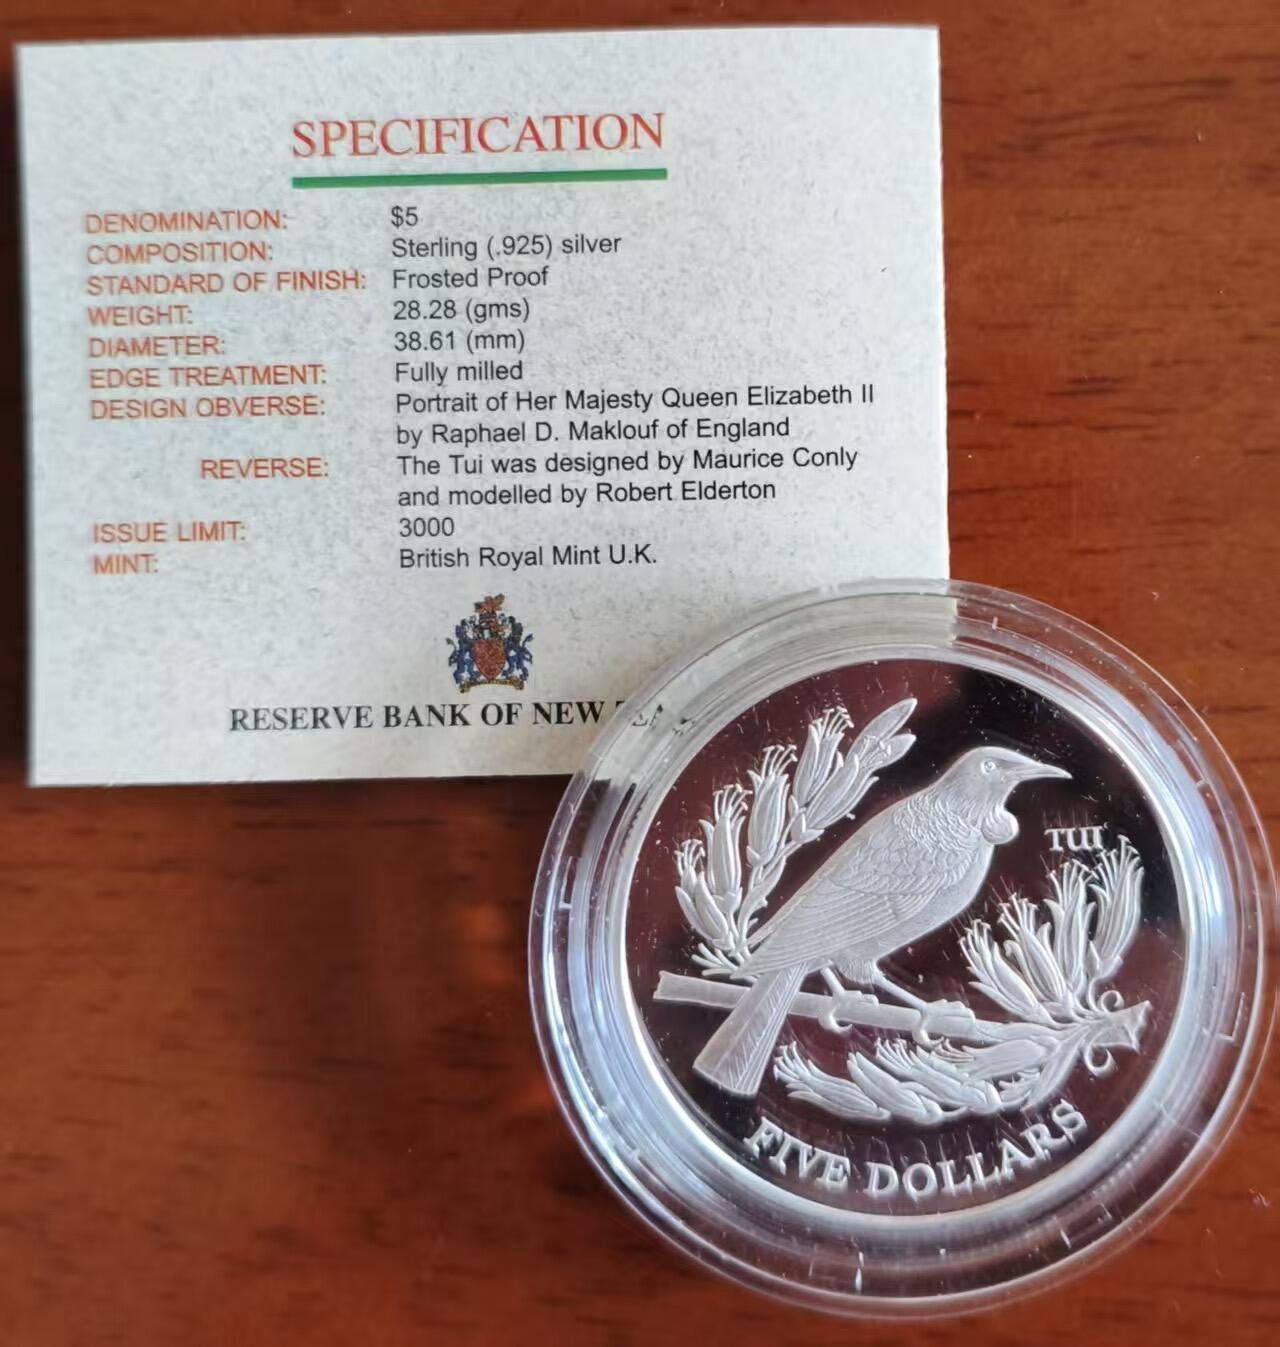 SPECIFICATION
DENOMINATION: $5
COMPOSITION: Sterling (.925) silver
STANDARD OF FINISH: Frosted Proof
WEIGHT: 28.28 (gms)
DIAMETER: 38.61 (mm)
EDGE TREATMENT: Fully milled
DESIGN OBVERSE: Portrait of Her Majesty Queen Elizabeth II
by Raphael D. Maklouf of England
REVERSE: The Tui was designed by Maurice Conly
and modelled by Robert Elderton
ISSUE LIMIT: 3000
MINT: British Royal Mint U.K.
RESERVE BANK OF NEW
TUI
FIVE DOLLARS